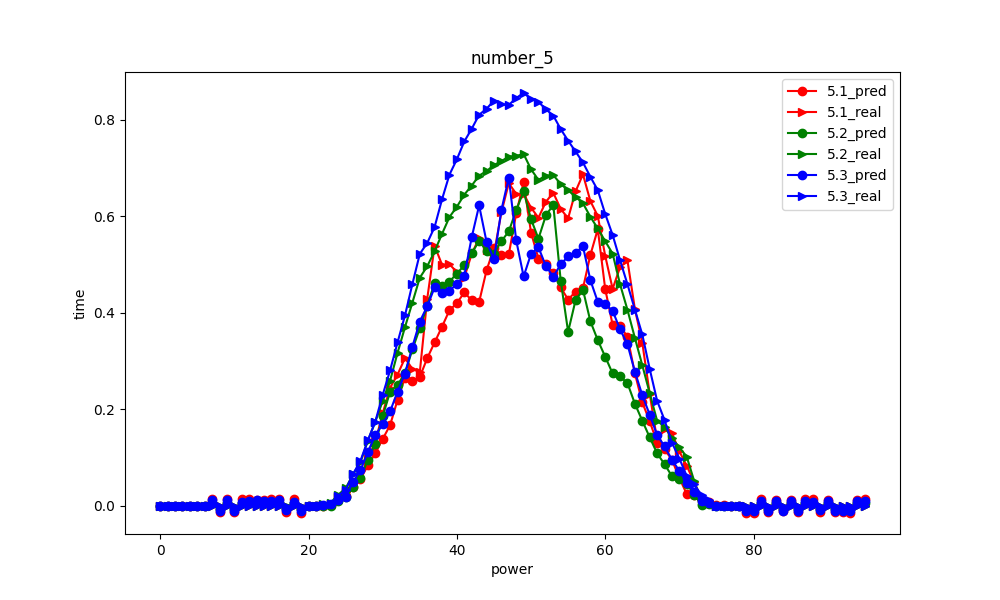 number_5
5.1_pred
5.1_real
5.2_pred
5.2_real
5.3_pred
5.3_real
0.8
0.6
0.4
0.2
0.0
time
0 20 40 60 80
power